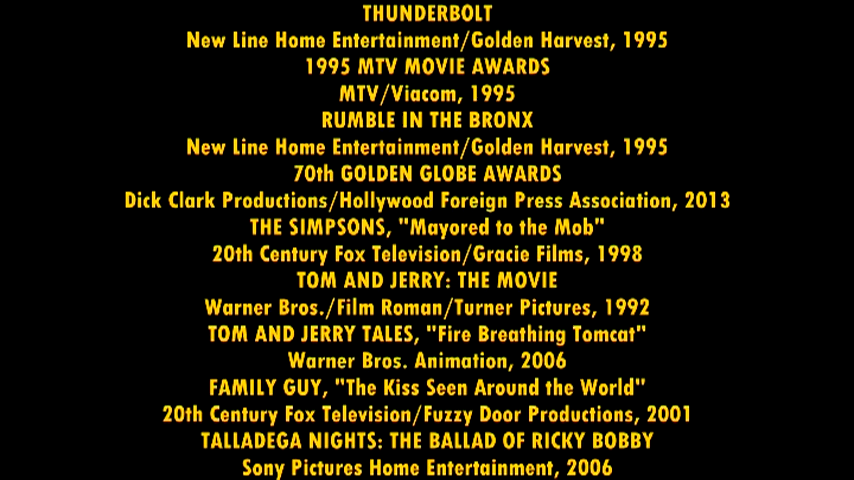 THUNDERBOLT
New Line Home Entertainment/Golden Harvest, 1995
1995 MTV MOVIE AWARDS
MTV/Viacom, 1995
RUMBLE IN THE BRONX
New Line Home Entertainment/Golden Harvest, 1995
70th GOLDEN GLOBE AWARDS
Dick Clark Productions/Hollywood Foreign Press Association, 2013
THE SIMPSONS, "Mayored to the Mob"
20th Century Fox Television/Gracie Films, 1998
TOM AND JERRY: THE MOVIE
Warner Bros./Film Roman/Turner Pictures, 1992
TOM AND JERRY TALES, "Fire Breathing Tomcat"
Warner Bros. Animation, 2006
FAMILY GUY, "The Kiss Seen Around the World"
20th Century Fox Television/Fuzzy Door Productions, 2001
TALLADEGA NIGHTS: THE BALLAD OF RICKY BOBBY
Sony Pictures Home Entertainment, 2006